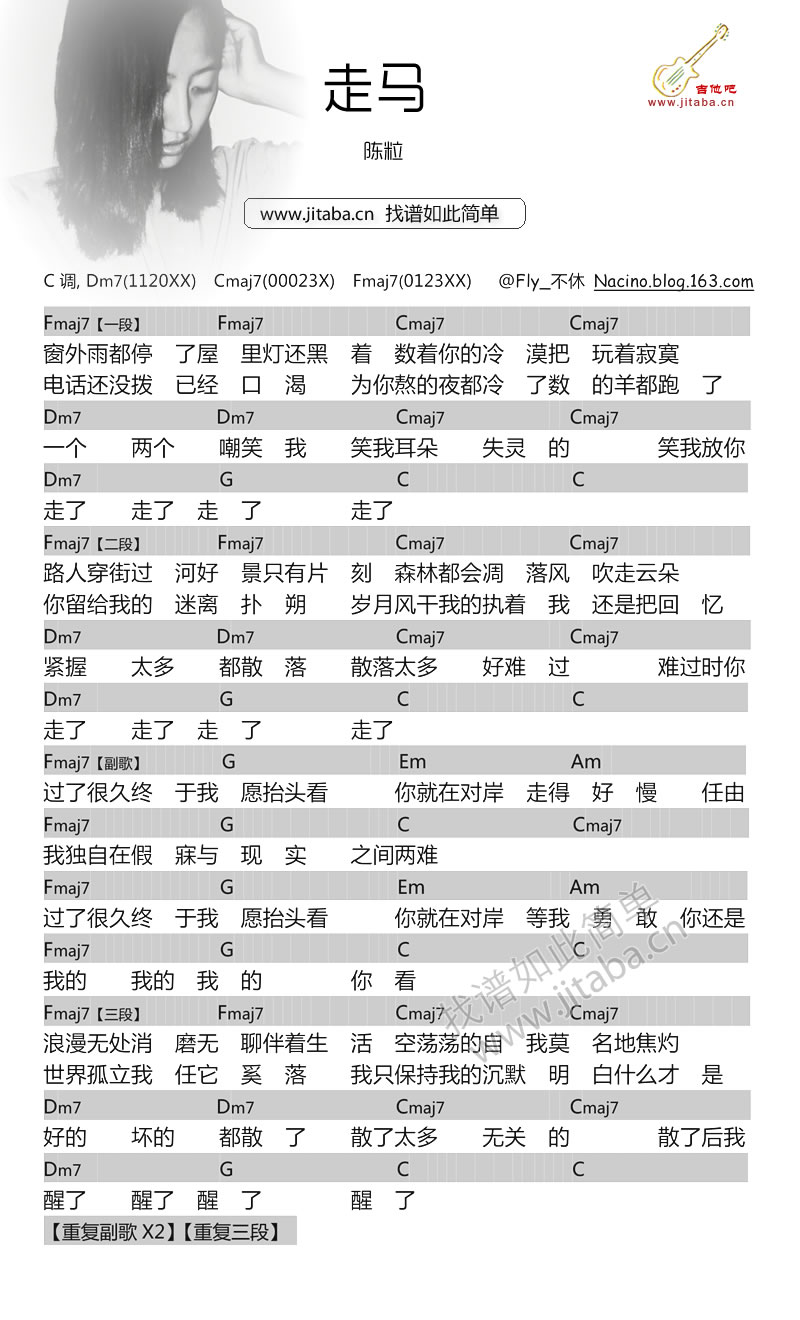 走马
吉他吧
www.jitaba.cn
陈粒
www.jitaba.cn 找谱如此简单
C 调, Dm7(1120XX) Cmaj7(00023X) Fmaj7(0123XX) @Fly_不休 Nacino.blog.163.com
Fmaj7【一段】 Fmaj7 Cmaj7 Cmaj7
窗外雨都停 了屋 里灯还黑 着 数着你的冷 漠把 玩着寂寞
电话还没拨 已经 口 渴 为你熬的夜都冷 了数 的羊都跑 了
Dm7 Dm7 Cmaj7 Cmaj7
一个 两个 嘲笑 我 笑我耳朵 失灵 的 笑我放你
Dm7 G C C
走了 走了 走 了 走了
Fmaj7【二段】 Fmaj7 Cmaj7 Cmaj7
路人穿街过 河好 景只有片 刻 森林都会凋 落风 吹走云朵
你留给我的 迷离 扑 朔 岁月风干我的执着 我 还是把回 忆
Dm7 Dm7 Cmaj7 Cmaj7
紧握 太多 都散 落 散落太多 好难 过 难过时你
Dm7 G C C
走了 走了 走 了 走了
Fmaj7【副歌】 G Em Am
过了很久终 于我 愿抬头看 你就在对岸 走得 好 慢 任由
Fmaj7 G C Cmaj7
我独自在假 寐与 现 实 之间两难
Fmaj7 G Em Am
过了很久终 于我 愿抬头看 你就在对岸 等我 勇 敢 你还是
Fmaj7 G C C
我的 我的 我 的 你 看
Fmaj7【三段】 Fmaj7 Cmaj7 Cmaj7
浪漫无处消 磨无 聊伴着生 活 空荡荡的自 我莫 名地焦灼
世界孤立我 任它 奚 落 我只保持我的沉默 明 白什么才 是
Dm7 Dm7 Cmaj7 Cmaj7
好的 坏的 都散 了 散了太多 无关 的 散了后我
Dm7 G C C
醒了 醒了 醒 了 醒 了
【重复副歌 X2】【重复三段】
找谱如此简单
www.jitaba.cn